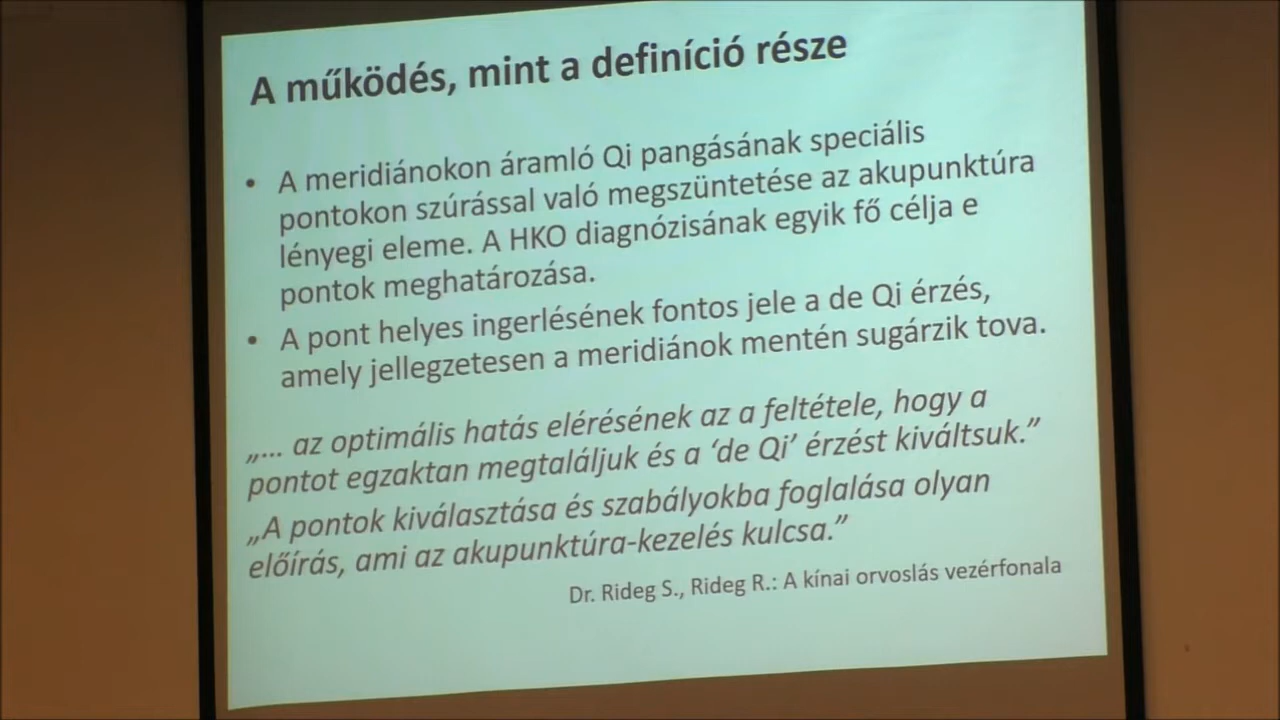 A működés, mint a definíció része
• A meridiánokon áramló Qi pangásának speciális
pontokon szúrással való megszüntetése az akupunktúra
lényegi eleme. A HKO diagnózisának egyik fő célja e
pontok meghatározása.
• A pont helyes ingerlésének fontos jele a de Qi érzés,
amely jellegzetesen a meridiánok mentén sugárzik tova.
„... az optimális hatás elérésének az a feltétele, hogy a
pontot egzaktan megtaláljuk és a ‘de Qi’ érzést kiváltsuk.”
„A pontok kiválasztása és szabályokba foglalása olyan
előírás, ami az akupunktúra-kezelés kulcsa.”
Dr. Rideg S., Rideg R.: A kínai orvoslás vezérfonala